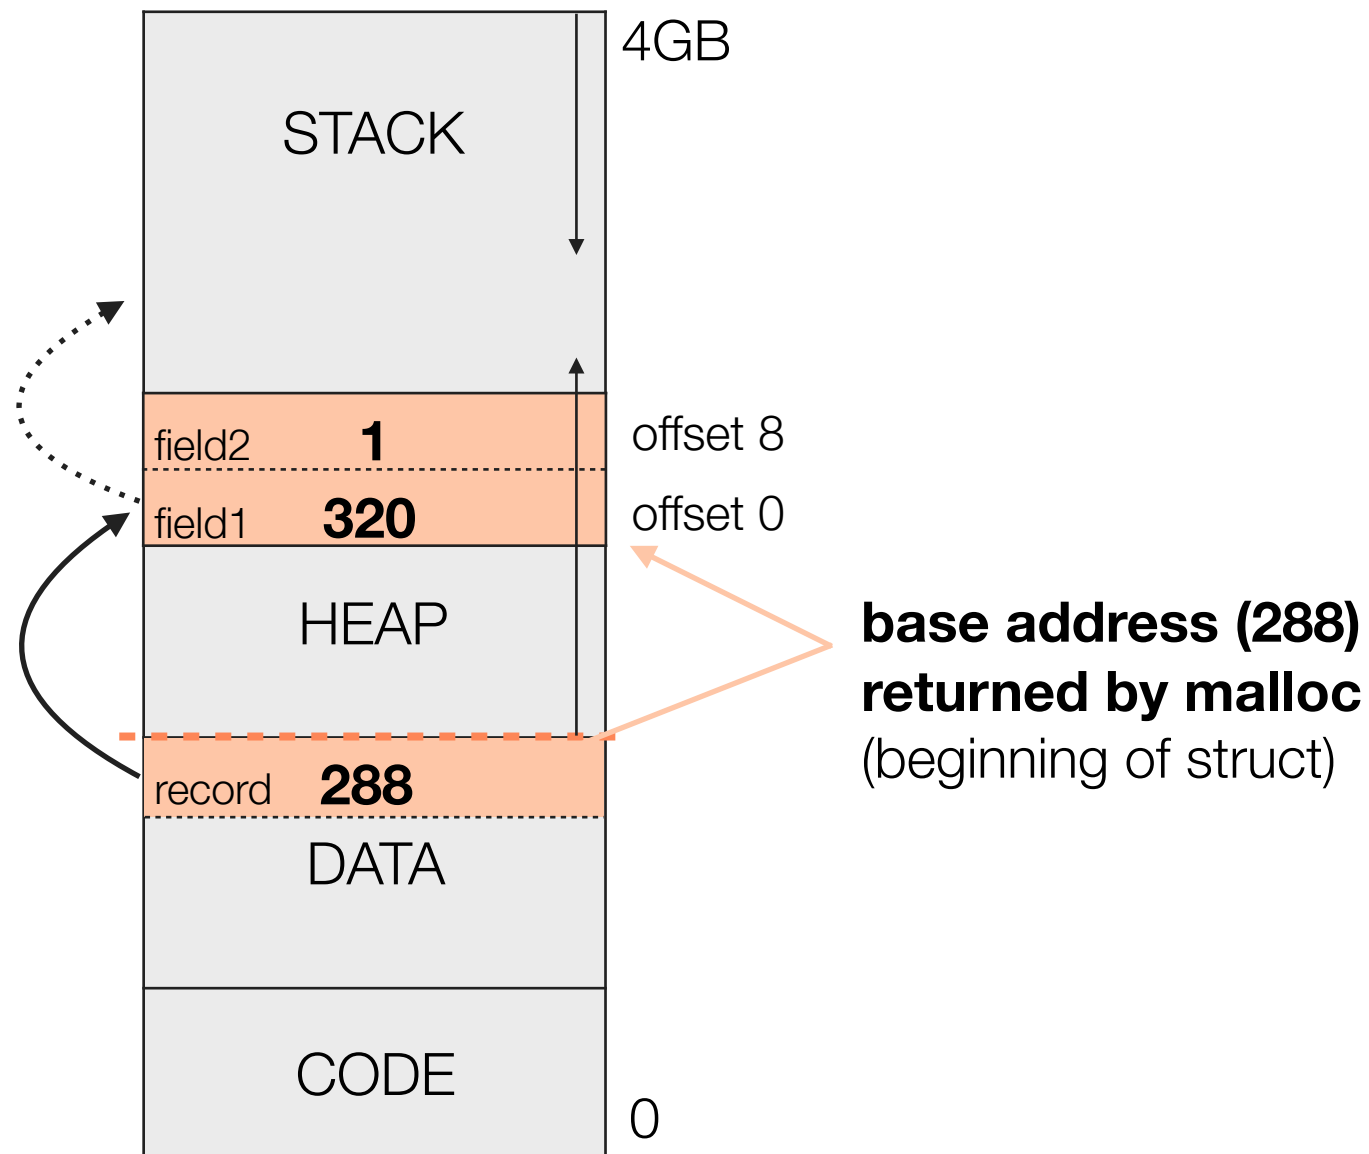 4GB
STACK
field2 1 offset 8
field1 320 offset 0
HEAP
base address (288)
returned by malloc
(beginning of struct)
record 288
DATA
CODE
0